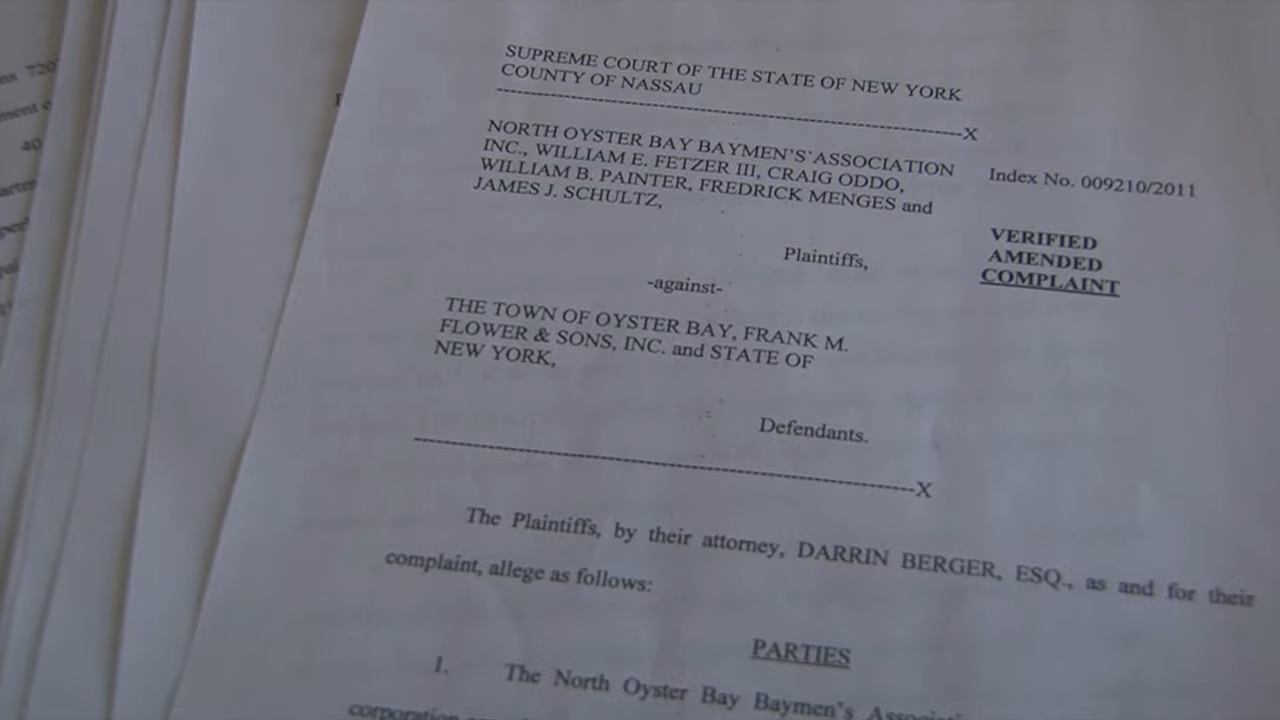 SUPREME COURT OF THE STATE OF NEW YORK
COUNTY OF NASSAU
----------------------------------------------------------------------X
NORTH OYSTER BAY BAYMEN'S ASSOCIATION
INC., WILLIAM E. FETZER III, CRAIG ODDO,
WILLIAM B. PAINTER, FREDRICK MENGES and
JAMES J. SCHULTZ,
Index No. 009210/2011
VERIFIED
AMENDED
COMPLAINT
Plaintiffs,
-against-
THE TOWN OF OYSTER BAY, FRANK M.
FLOWER & SONS, INC. and STATE OF
NEW YORK,
Defendants.
----------------------------------------------------------------------X
The Plaintiffs, by their attorney, DARRIN BERGER, ESQ., as and for their
complaint, allege as follows:
PARTIES
1. The North Oyster Bay Baymen's
corporation
40